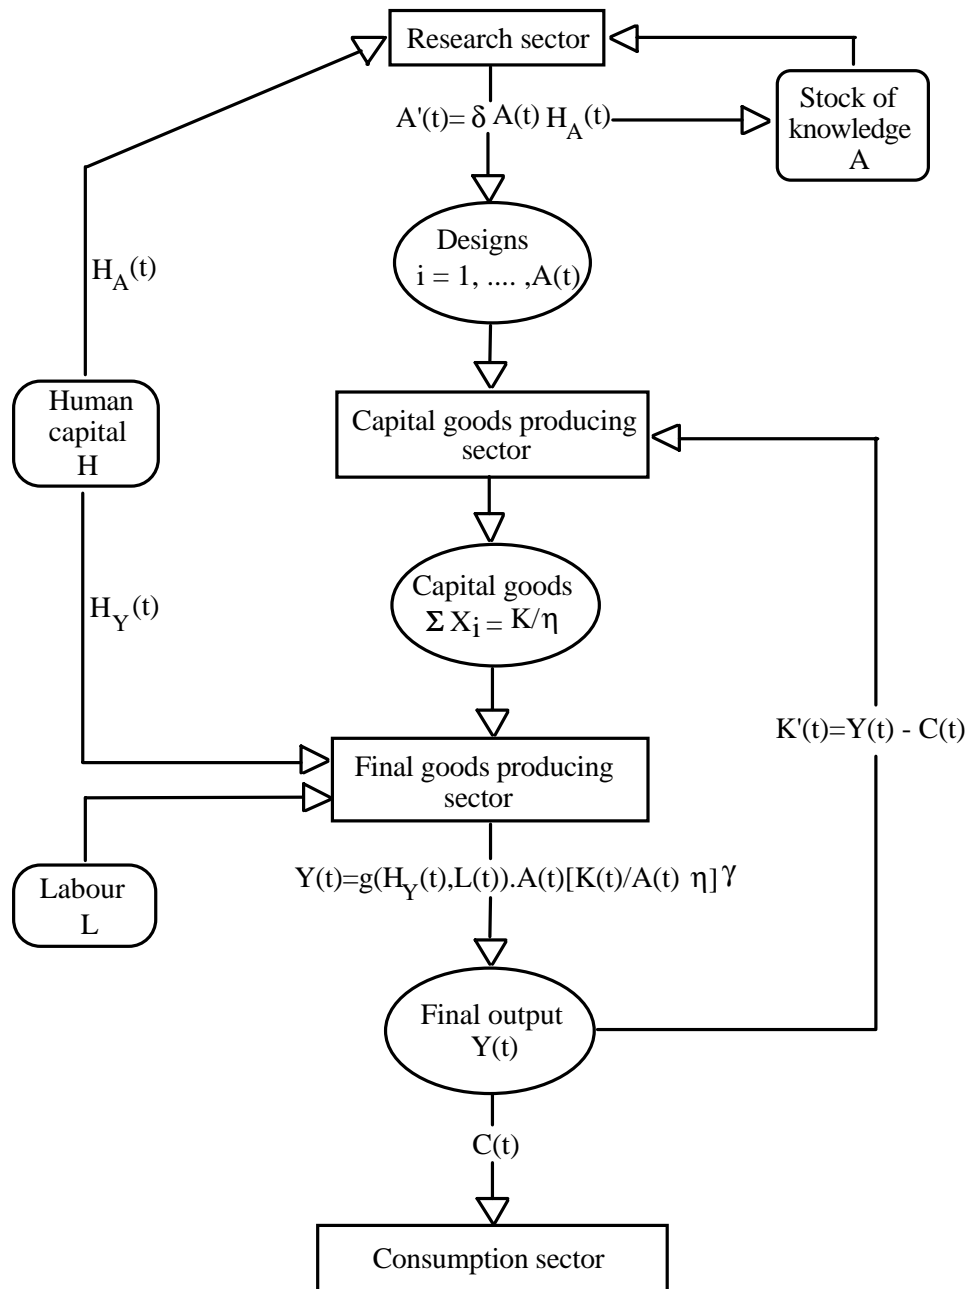 Research sector
A'(t)= δ A(t) H_A(t)
Stock of
knowledge
A
Designs
i = 1, .... ,A(t)
H_A(t)
Human
capital
H
Capital goods producing
sector
Capital goods
Σ X_i = K/η
H_Y(t)
K'(t)=Y(t) - C(t)
Final goods producing
sector
Labour
L
Y(t)=g(H_Y(t),L(t)).A(t)[K(t)/A(t) η]^γ
Final output
Y(t)
C(t)
Consumption sector